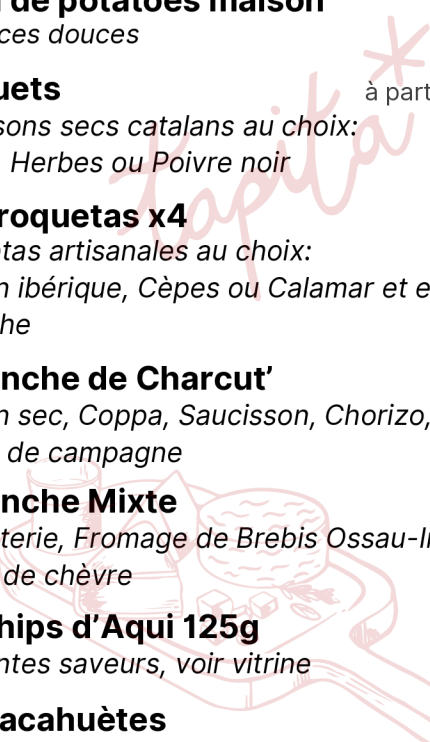 de potatoes maison
ces douces
uets
à part
sons secs catalans au choix:
Herbes ou Poivre noir
tapita
roquetas x4
tas artisanales au choix:
n ibérique, Cèpes ou Calamar et e
he
nche de Charcut’
n sec, Coppa, Saucisson, Chorizo,
de campagne
nche Mixte
terie, Fromage de Brebis Ossau-I
de chèvre
hips d’Aqui 125g
ntes saveurs, voir vitrine
acahuètes